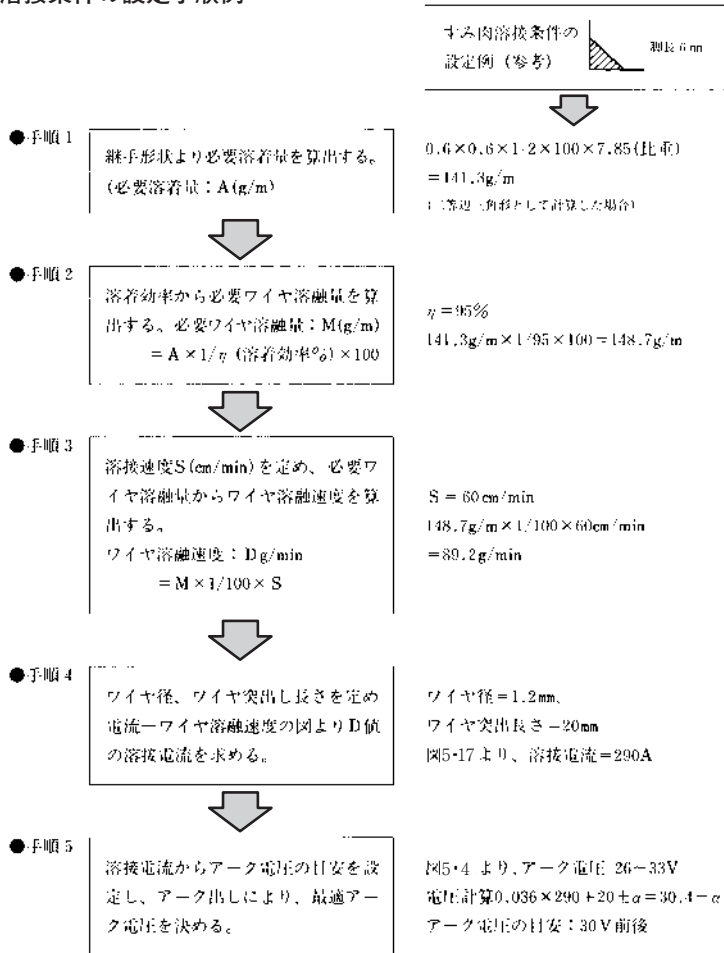 溶接条件の設定手順例
すみ肉溶接条件の
設定例（参考）
脚長6mm
●手順1
継手形状より必要溶着量を算出する。
(必要溶着量：A(g/m)
0.6×0.6×1/2×100×7.85(比重)
=141.3g/m
(二等辺三角形として計算した場合)
●手順2
溶着効率から必要ワイヤ溶融量を算
出する。必要ワイヤ溶融量：M(g/m)
= A×1/η (溶着効率%)×100
η=95%
141.3g/m×1/95×100=148.7g/m
●手順3
溶接速度S(cm/min)を定め、必要ワ
イヤ溶融量からワイヤ溶融速度を算
出する。
ワイヤ溶融速度：Dg/min
= M×1/100× S
S = 60cm/min
148.7g/m×1/100×60cm/min
=89.2g/min
●手順4
ワイヤ径、ワイヤ突出し長さを定め
電流ーワイヤ溶融速度の図よりD値
の溶接電流を求める。
ワイヤ径=1.2mm、
ワイヤ突出長さ=20mm
図5-17より、溶接電流=290A
●手順5
溶接電流からアーク電圧の目安を設
定し、アーク出しにより、最適アー
ク電圧を決める。
図5・4 より、アーク電圧 26~33V
電圧計算0.036×290+20±α=30.4±α
アーク電圧の目安：30V前後